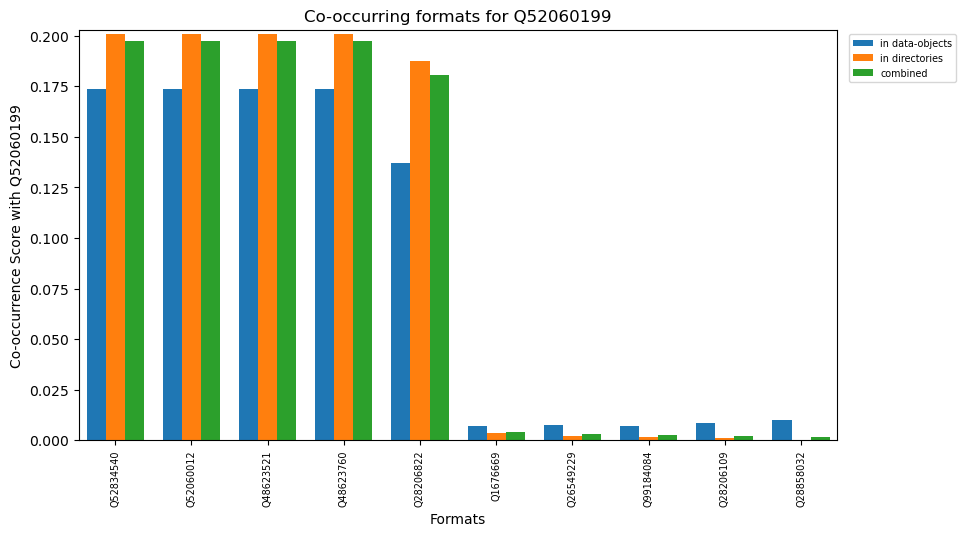 Co-occurring formats for Q52060199
in data-objects
in directories
combined
Co-occurrence Score with Q52060199
0.200
0.175
0.150
0.125
0.100
0.075
0.050
0.025
0.000
Q52834540
Q52060012
Q48623521
Q48623760
Q28206822
Q1676669
Q26549229
Q99184084
Q28206109
Q28858032
Formats